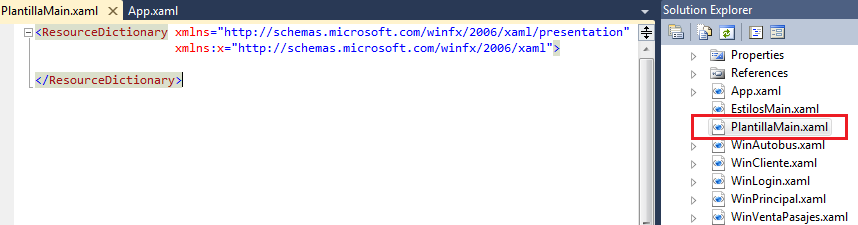 PlantillaMain.xaml App.xaml
<ResourceDictionary xmlns="http://schemas.microsoft.com/winfx/2006/xaml/presentation"
xmlns:x="http://schemas.microsoft.com/winfx/2006/xaml">
</ResourceDictionary>
Solution Explorer
Properties
References
App.xaml
EstilosMain.xaml
PlantillaMain.xaml
WinAutobus.xaml
WinCliente.xaml
WinLogin.xaml
WinPrincipal.xaml
WinVentaPasajes.xaml